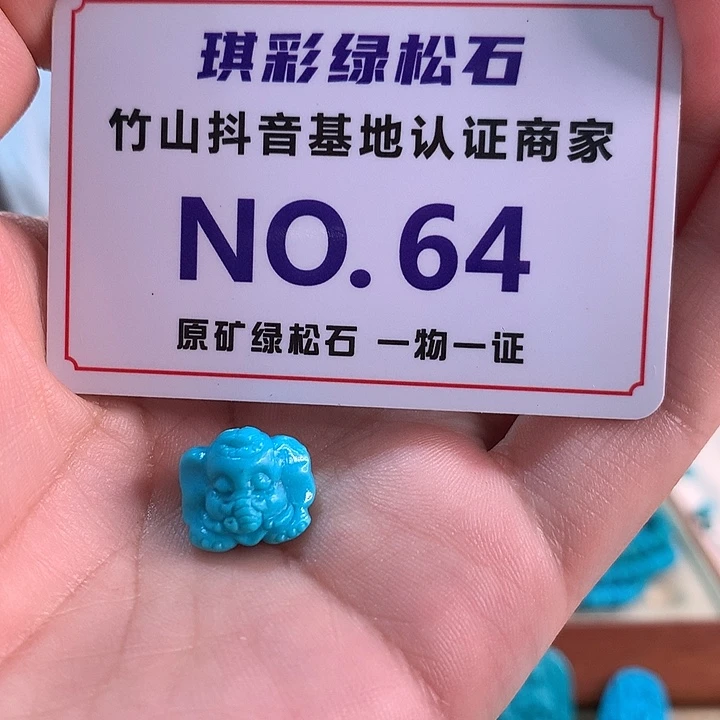 琪彩绿松石
竹山抖音基地认证商家
NO.64
原矿绿松石 一物一证